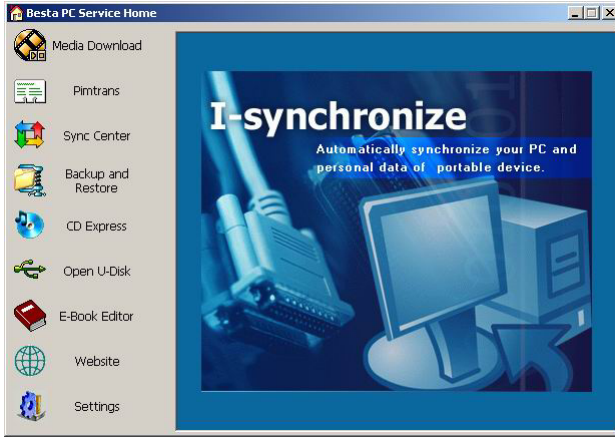 Besta PC Service Home
Media Download
Pimtrans
Sync Center
Backup and
Restore
CD Express
Open U-Disk
E-Book Editor
Website
Settings
I-synchronize
Automatically synchronize your PC and
personal data of portable device.